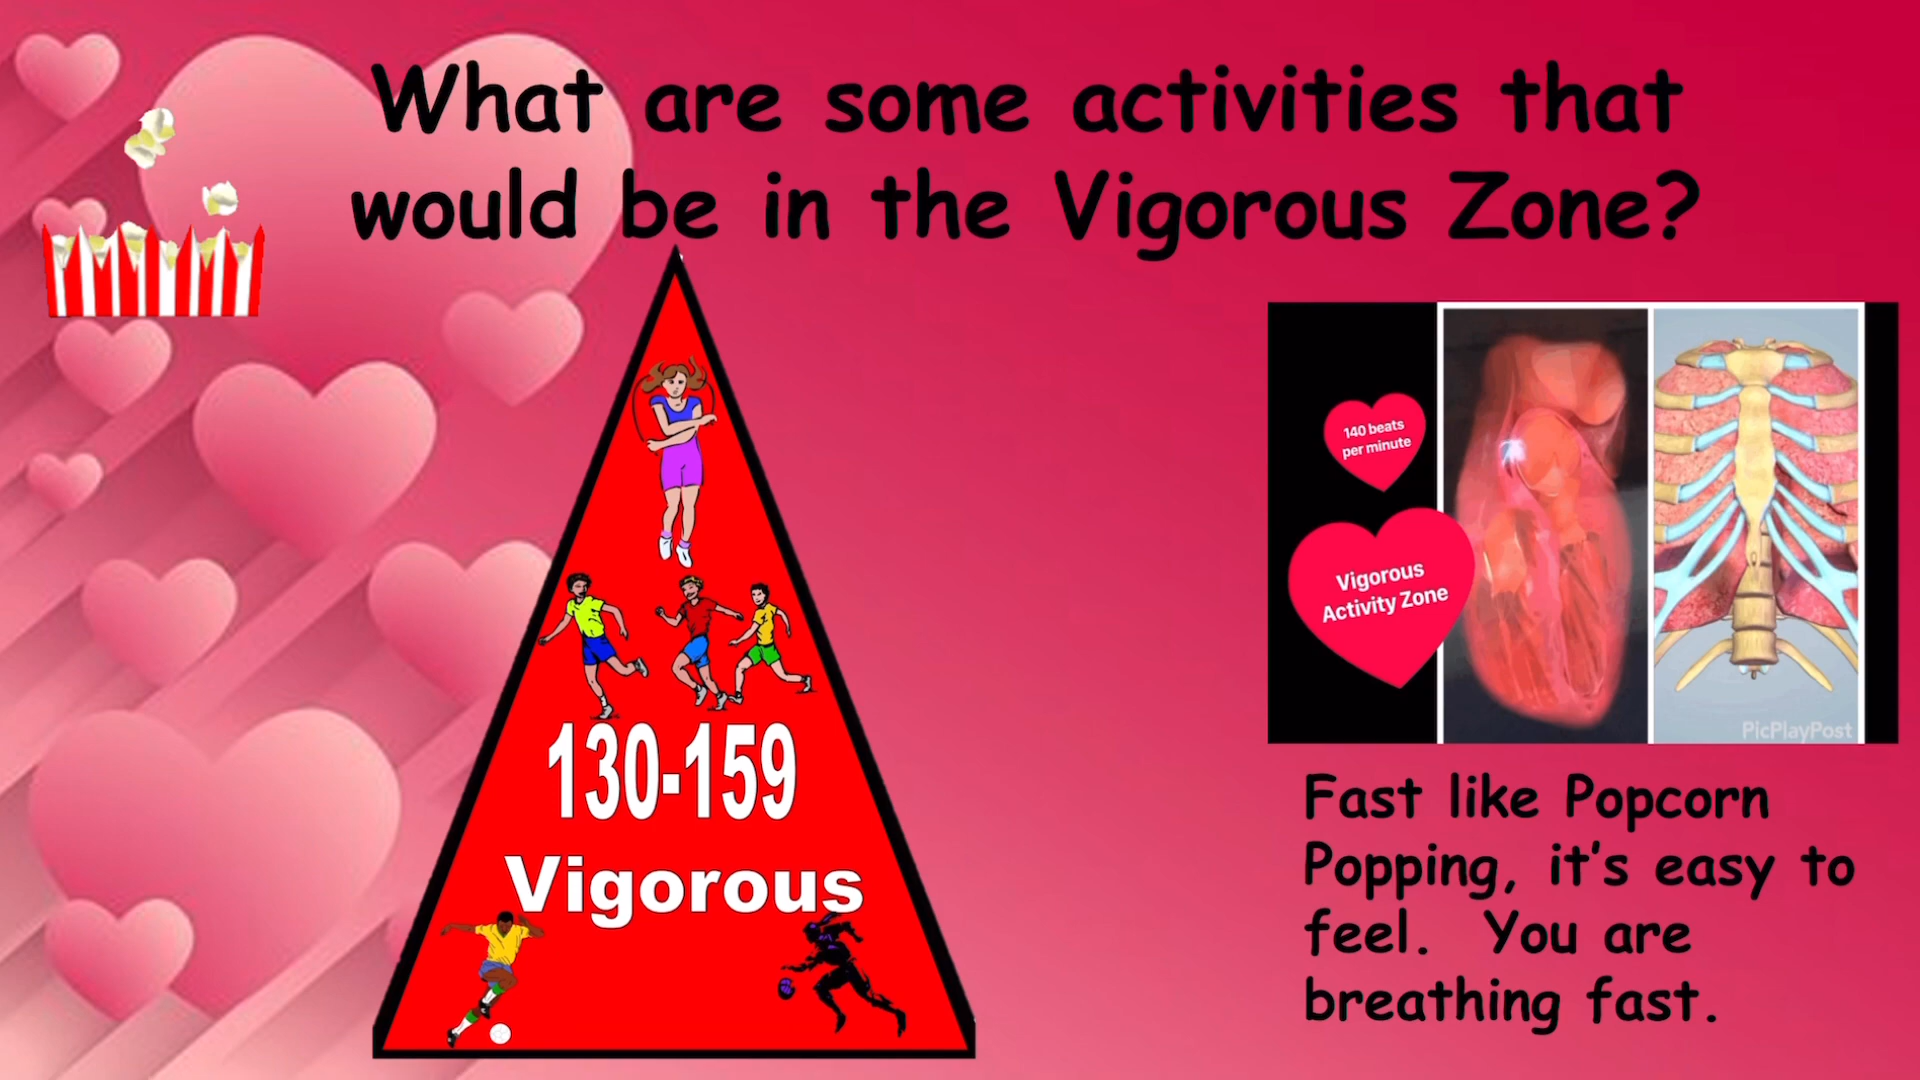 What are some activities that
would be in the Vigorous Zone?
130-159
Vigorous
140 beats
per minute
Vigorous
Activity Zone
PicPlayPost
Fast like Popcorn
Popping, it's easy to
feel.  You are
breathing fast.